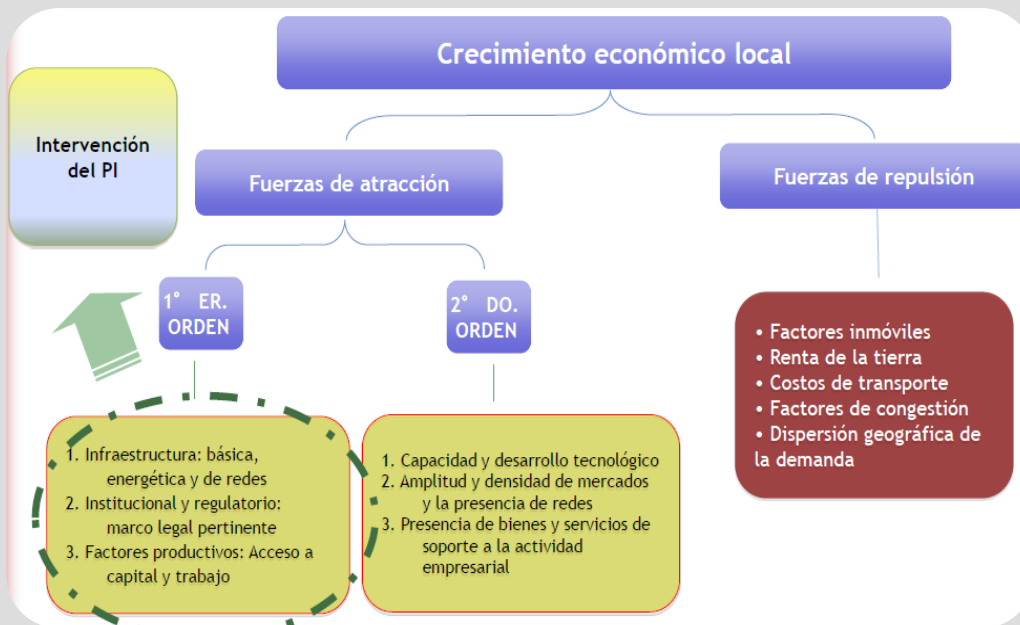 Crecimiento económico local
Intervención
del PI
Fuerzas de atracción
Fuerzas de repulsión
1° ER.
ORDEN
2° DO.
ORDEN
1. Infraestructura: básica,
energética y de redes
2. Institucional y regulatorio:
marco legal pertinente
3. Factores productivos: Acceso a
capital y trabajo
1. Capacidad y desarrollo tecnológico
2. Amplitud y densidad de mercados
y la presencia de redes
3. Presencia de bienes y servicios de
soporte a la actividad
empresarial
• Factores inmóviles
• Renta de la tierra
• Costos de transporte
• Factores de congestión
• Dispersión geográfica de
la demanda